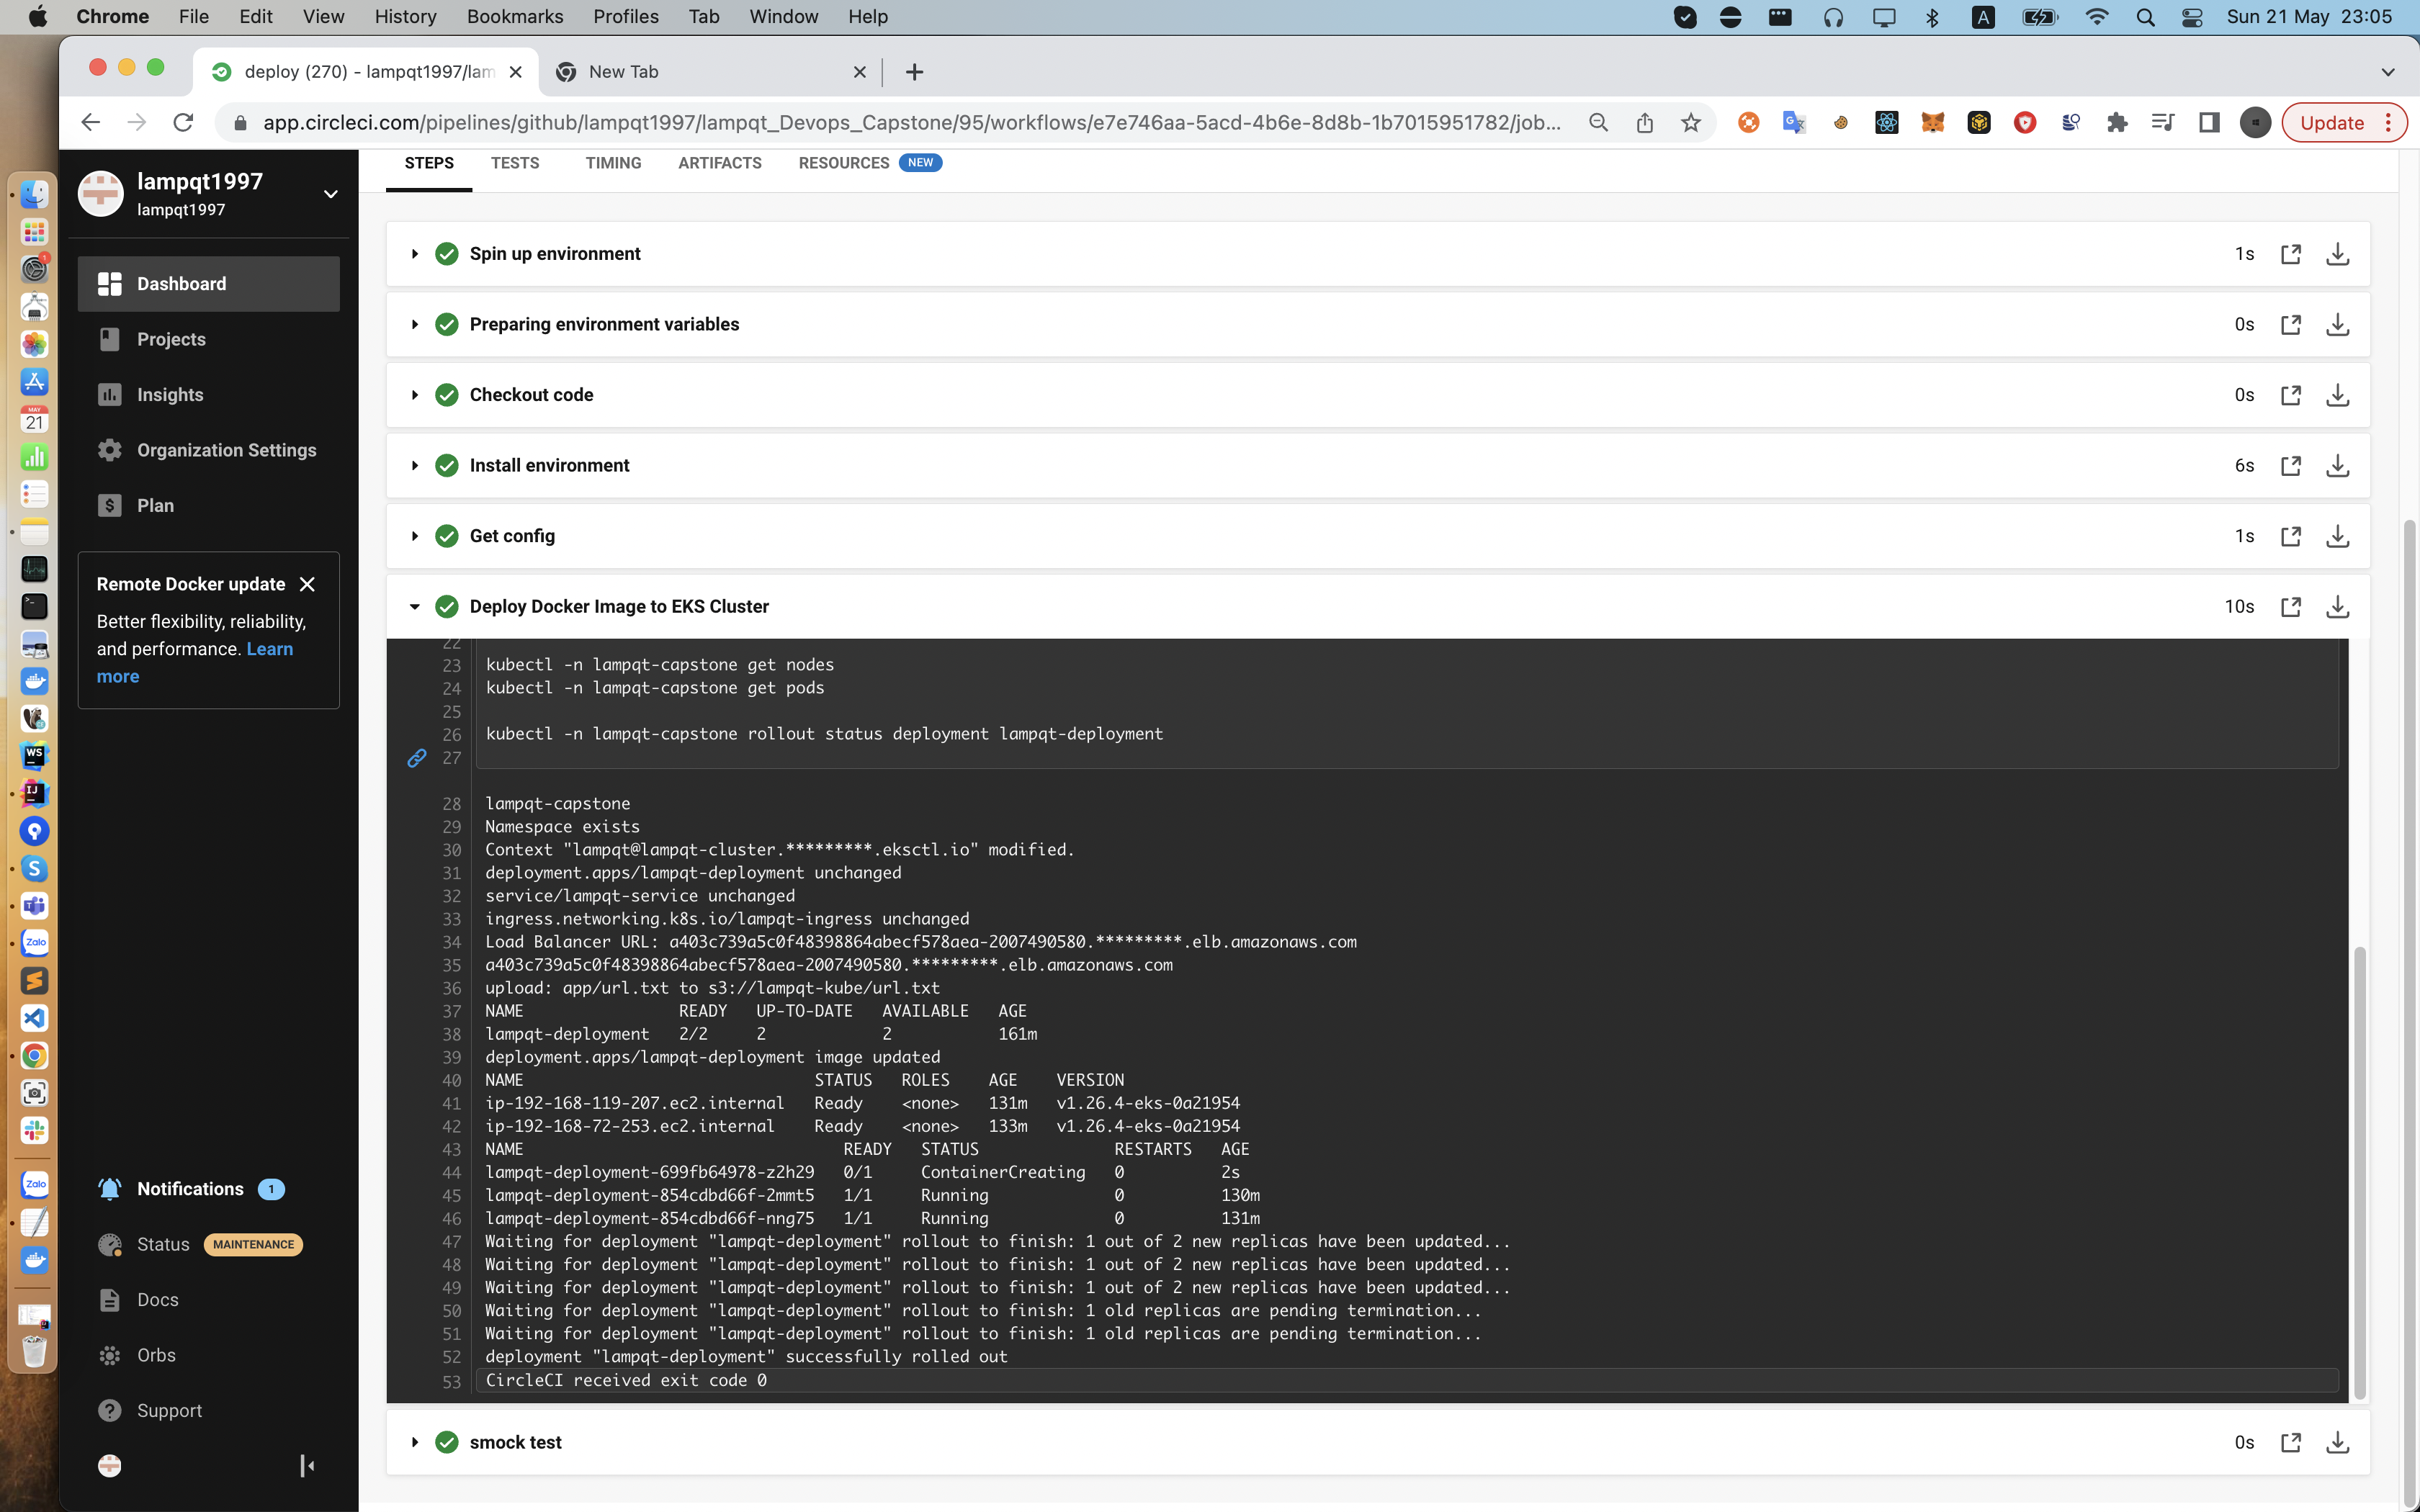 Chrome File Edit View History Bookmarks Profiles Tab Window Help
A
Sun 21 May 23:05
deploy (270) - lampqt1997/lam
New Tab
app.circleci.com/pipelines/github/lampqt1997/lampqt_Devops_Capstone/95/workflows/e7e746aa-5acd-4b6e-8d8b-1b7015951782/job...
Update
lampqt1997
lampqt1997
Dashboard
Projects
Insights
Organization Settings
Plan
Remote Docker update
Better flexibility, reliability,
and performance. Learn
more
Notifications 1
Status MAINTENANCE
Docs
Orbs
Support
STEPS TESTS TIMING ARTIFACTS RESOURCES NEW
Spin up environment 1s
Preparing environment variables 0s
Checkout code 0s
Install environment 6s
Get config 1s
Deploy Docker Image to EKS Cluster 10s
22
23 kubectl -n lampqt-capstone get nodes
24 kubectl -n lampqt-capstone get pods
25
26 kubectl -n lampqt-capstone rollout status deployment lampqt-deployment
27
28 lampqt-capstone
29 Namespace exists
30 Context "lampqt@lampqt-cluster.*********.eksctl.io" modified.
31 deployment.apps/lampqt-deployment unchanged
32 service/lampqt-service unchanged
33 ingress.networking.k8s.io/lampqt-ingress unchanged
34 Load Balancer URL: a403c739a5c0f48398864abecf578aea-2007490580.*********.elb.amazonaws.com
35 a403c739a5c0f48398864abecf578aea-2007490580.*********.elb.amazonaws.com
36 upload: app/url.txt to s3://lampqt-kube/url.txt
37 NAME READY UP-TO-DATE AVAILABLE AGE
38 lampqt-deployment 2/2 2 2 161m
39 deployment.apps/lampqt-deployment image updated
40 NAME STATUS ROLES AGE VERSION
41 ip-192-168-119-207.ec2.internal Ready <none> 131m v1.26.4-eks-0a21954
42 ip-192-168-72-253.ec2.internal Ready <none> 133m v1.26.4-eks-0a21954
43 NAME READY STATUS RESTARTS AGE
44 lampqt-deployment-699fb64978-z2h29 0/1 ContainerCreating 0 2s
45 lampqt-deployment-854cdbd66f-2mmt5 1/1 Running 0 130m
46 lampqt-deployment-854cdbd66f-nng75 1/1 Running 0 131m
47 Waiting for deployment "lampqt-deployment" rollout to finish: 1 out of 2 new replicas have been updated...
48 Waiting for deployment "lampqt-deployment" rollout to finish: 1 out of 2 new replicas have been updated...
49 Waiting for deployment "lampqt-deployment" rollout to finish: 1 out of 2 new replicas have been updated...
50 Waiting for deployment "lampqt-deployment" rollout to finish: 1 old replicas are pending termination...
51 Waiting for deployment "lampqt-deployment" rollout to finish: 1 old replicas are pending termination...
52 deployment "lampqt-deployment" successfully rolled out
53 CircleCI received exit code 0
smock test 0s
MAY
21
WS
IJ
Zalo
Zalo